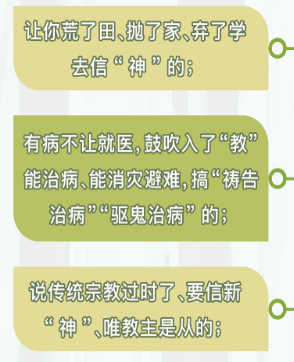 让你荒了田、抛了家、弃了学
去信“神”的；
有病不让就医，鼓吹入了“教”
能治病、能消灾避难，搞“祷告
治病”“驱鬼治病”的；
说传统宗教过时了、要信新
“神”、唯教主是从的；